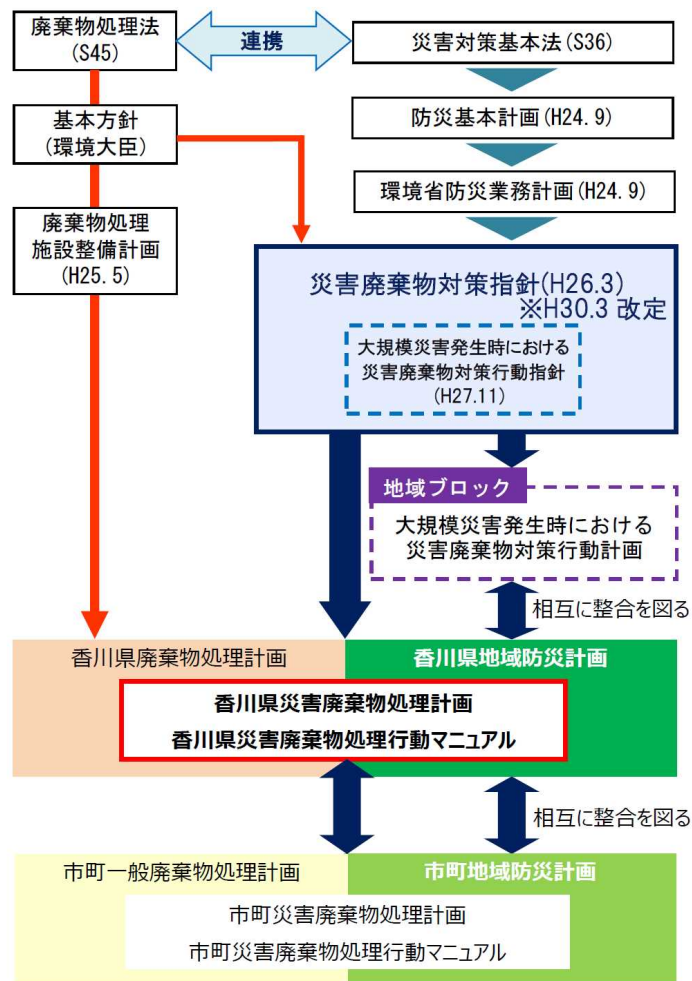 廃棄物処理法
(S45)
連携
災害対策基本法(S36)
基本方針
(環境大臣)
防災基本計画(H24.9)
環境省防災業務計画(H24.9)
廃棄物処理
施設整備計画
(H25.5)
災害廃棄物対策指針(H26.3)
※H30.3 改定
大規模災害発生時における
災害廃棄物対策行動指針
(H27.11)
地域ブロック
大規模災害発生時における
災害廃棄物対策行動計画
相互に整合を図る
香川県廃棄物処理計画
香川県地域防災計画
香川県災害廃棄物処理計画
香川県災害廃棄物処理行動マニュアル
相互に整合を図る
市町一般廃棄物処理計画
市町地域防災計画
市町災害廃棄物処理計画
市町災害廃棄物処理行動マニュアル